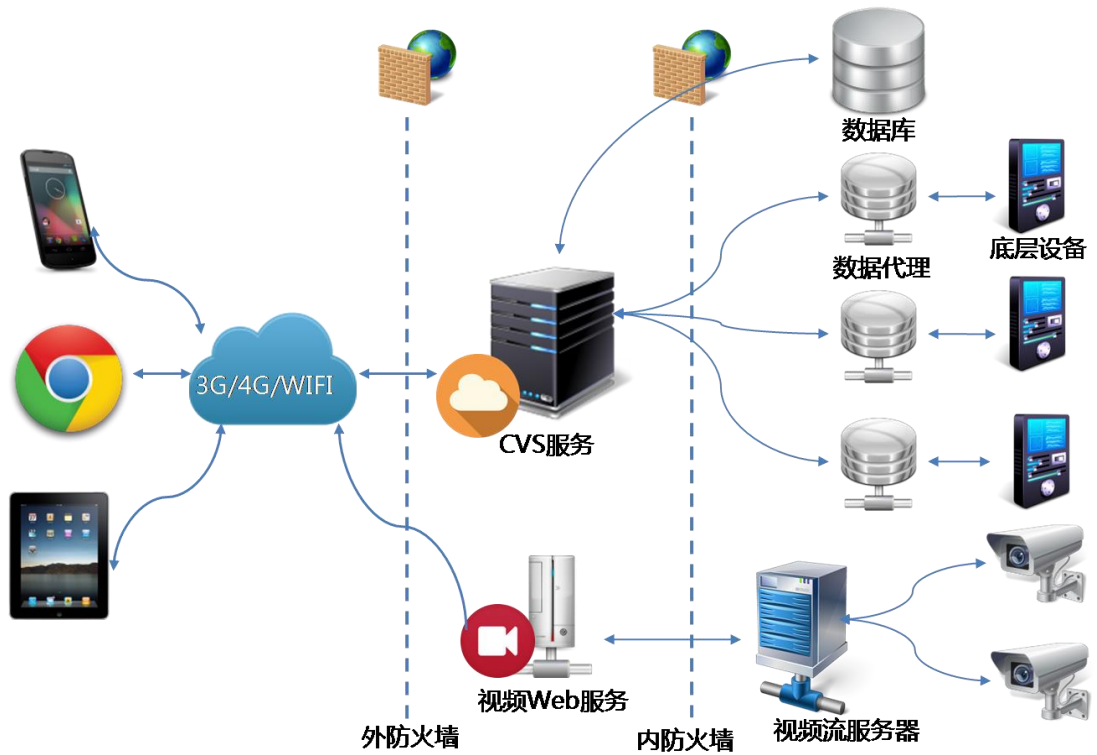 数据库
数据代理
底层设备
3G/4G/WIFI
CVS服务
视频Web服务
视频流服务器
外防火墙
内防火墙